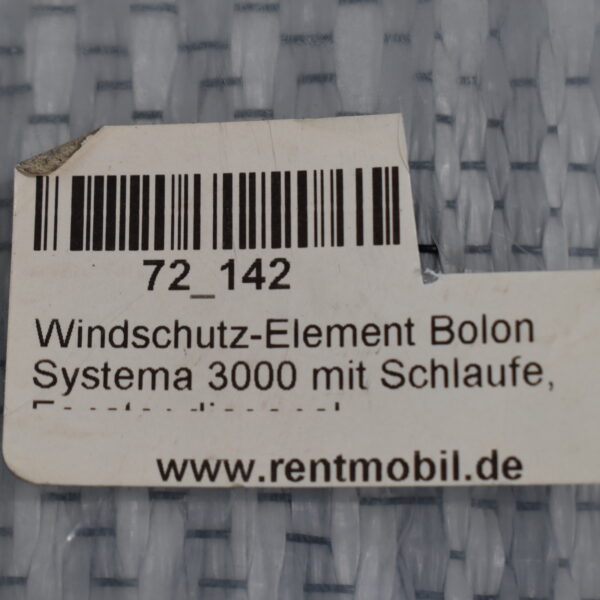 72_142
Windschutz-Element Bolon
Systema 3000 mit Schlaufe,
www.rentmobil.de